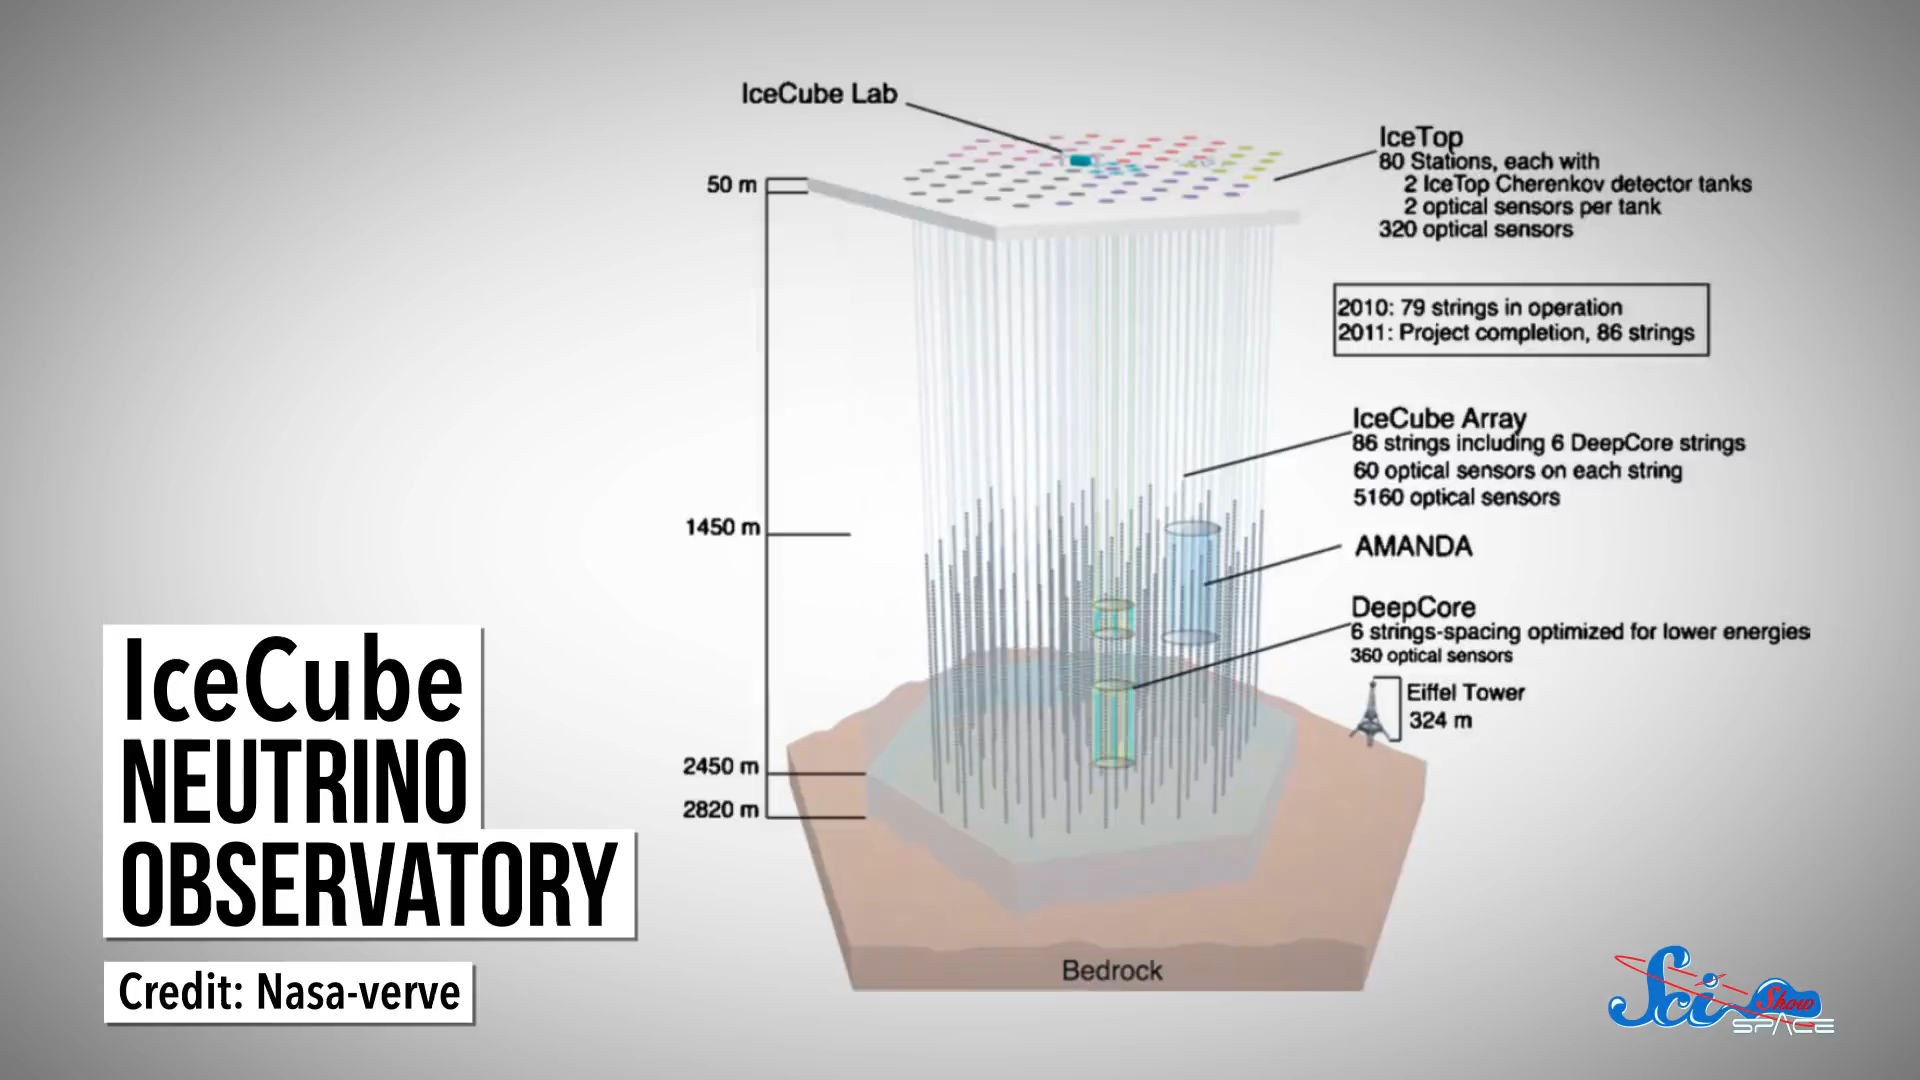 IceCube Lab
IceTop
80 Stations, each with
2 IceTop Cherenkov detector tanks
2 optical sensors per tank
320 optical sensors
50 m
2010: 79 strings in operation
2011: Project completion, 86 strings
IceCube Array
86 strings including 6 DeepCore strings
60 optical sensors on each string
5160 optical sensors
1450 m
AMANDA
DeepCore
6 strings-spacing optimized for lower energies
360 optical sensors
Eiffel Tower
324 m
2450 m
2820 m
Bedrock
IceCube
NEUTRINO
OBSERVATORY
Credit: Nasa-verve
Sci Show
SPACE